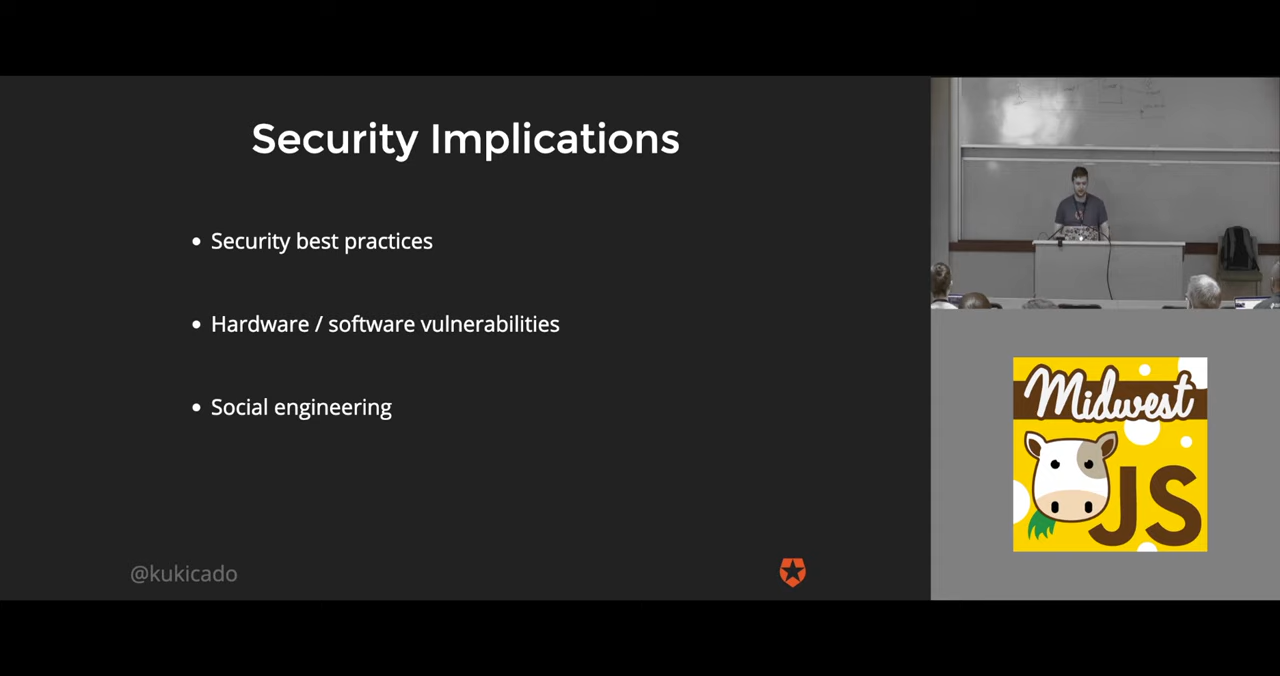 Security Implications
• Security best practices
• Hardware / software vulnerabilities
• Social engineering
@kukicado
Midwest
JS